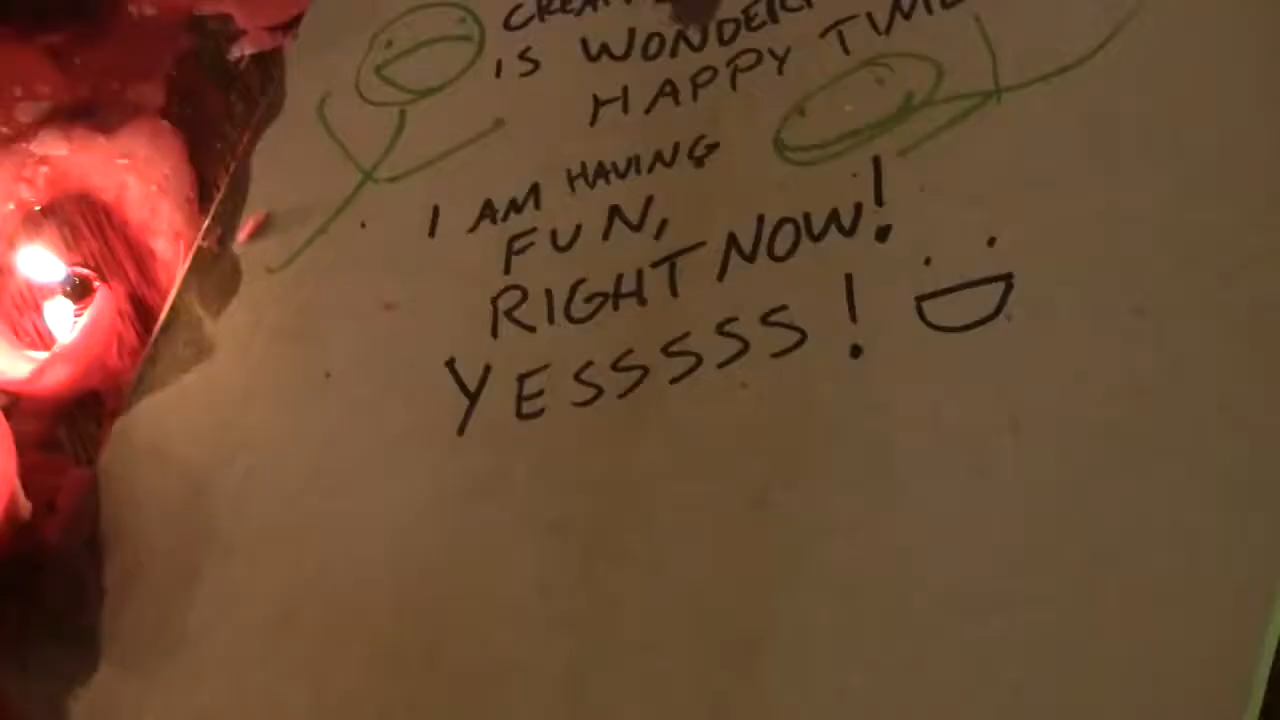 IS
HAPPY
I AM HAVING
FUN,
RIGHT NOW!
YESSSSS!